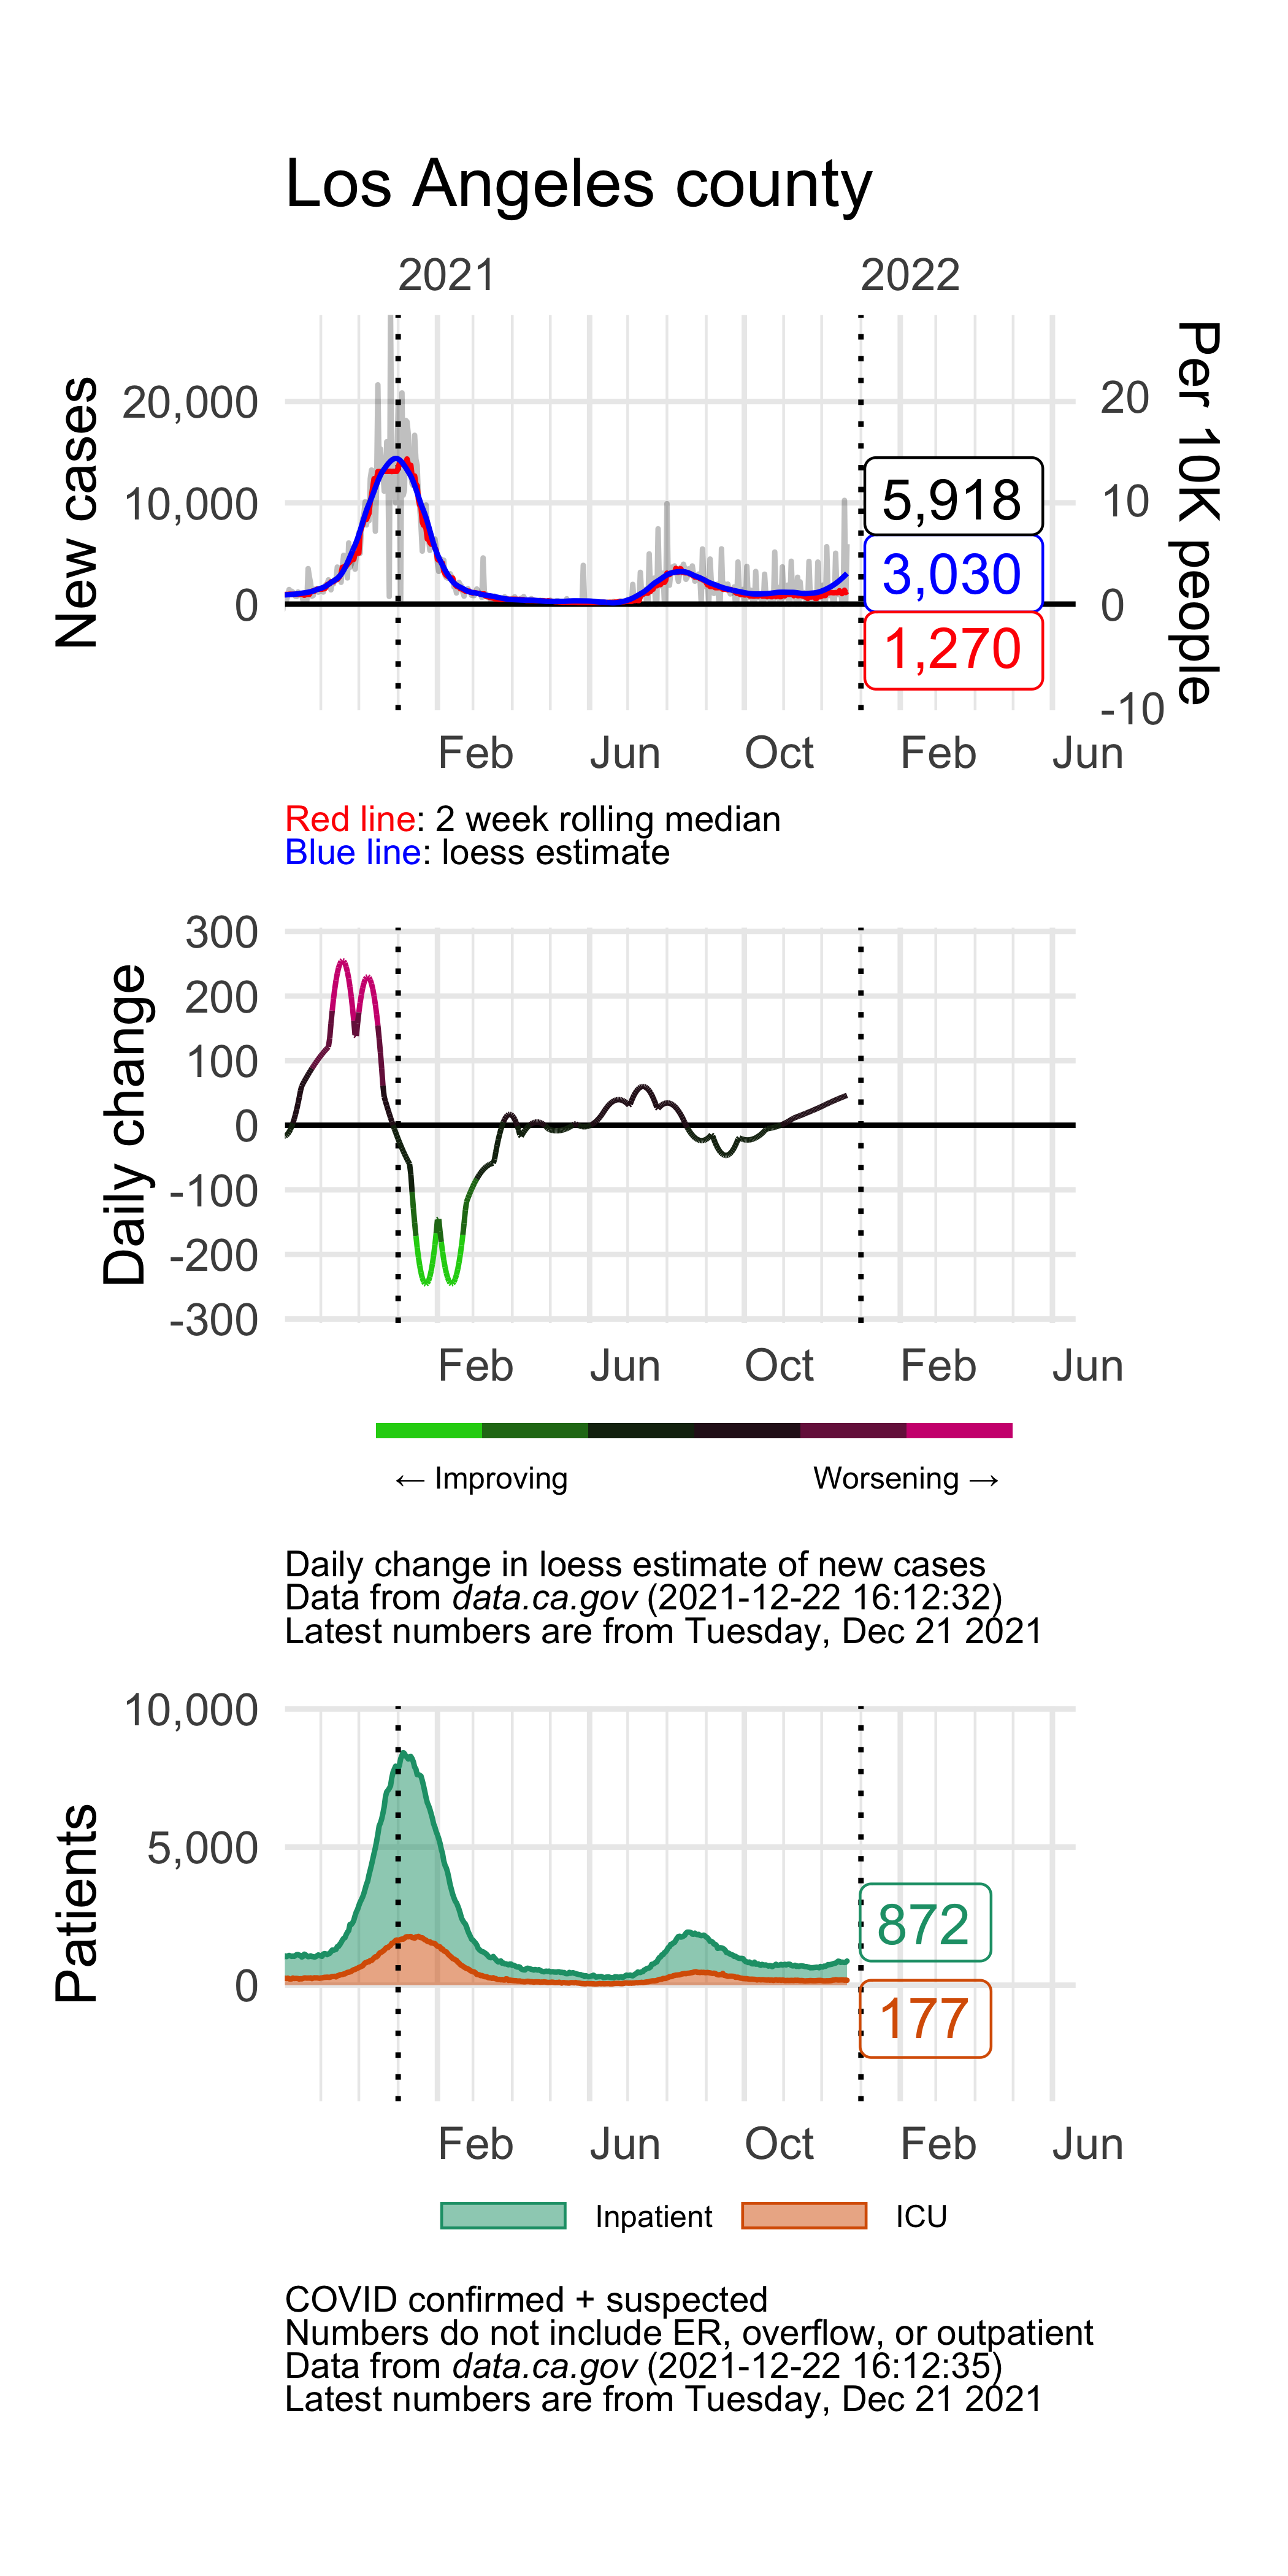 Los Angeles county
2021 2022
New cases
20,000
10,000
0
Per 10K people
20
10
0
-10
5,918
3,030
1,270
Feb Jun Oct Feb Jun
Red line: 2 week rolling median
Blue line: loess estimate
Daily change
300
200
100
0
-100
-200
-300
Feb Jun Oct Feb Jun
← Improving Worsening →
Daily change in loess estimate of new cases
Data from data.ca.gov (2021-12-22 16:12:32)
Latest numbers are from Tuesday, Dec 21 2021
Patients
10,000
5,000
0
872
177
Feb Jun Oct Feb Jun
Inpatient ICU
COVID confirmed + suspected
Numbers do not include ER, overflow, or outpatient
Data from data.ca.gov (2021-12-22 16:12:35)
Latest numbers are from Tuesday, Dec 21 2021